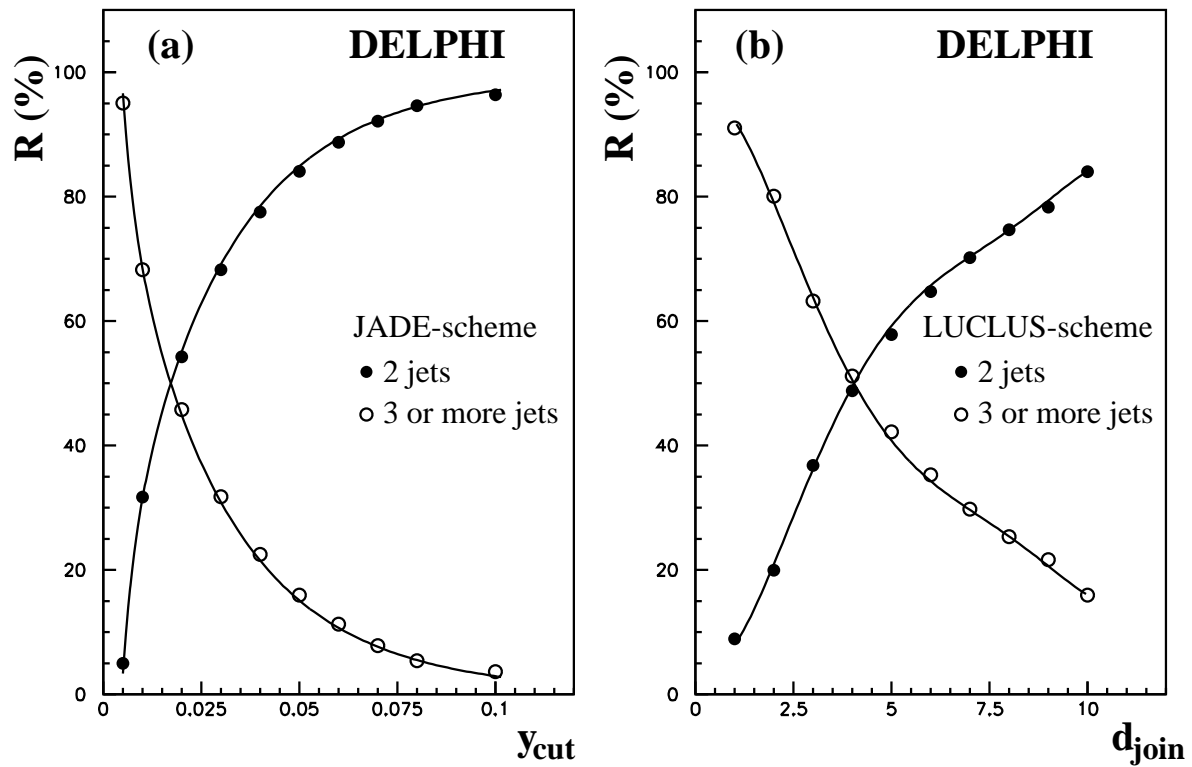 (a) DELPHI
R (%)
100
80
60
40
20
0
JADE-scheme
2 jets
3 or more jets
0 0.025 0.05 0.075 0.1
ycut
(b) DELPHI
R (%)
100
80
60
40
20
0
LUCLUS-scheme
2 jets
3 or more jets
0 2.5 5 7.5 10
djoin